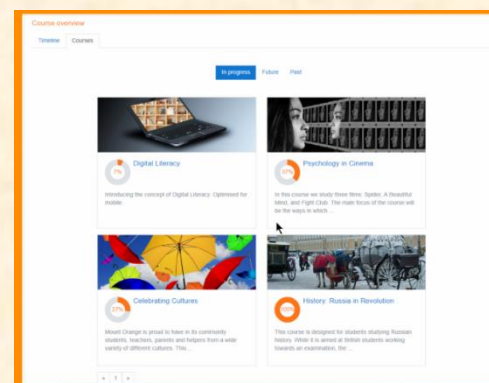 Course overview
Timeline
Courses
In progress
Future
Past
7%
Digital Literacy
Introducing the concept of Digital Literacy. Optimised for
mobile.
Psychology in Cinema
In this course we study three films: Spider, A Beautiful
Mind, and Fight Club. The main focus of the course will
be the ways in which ...
Celebrating Cultures
Mount Orange is proud to have in its community
students, teachers, parents and helpers from a wide
variety of different cultures. This ...
100%
History: Russia in Revolution
This course is designed for students studying Russian
history. While it is aimed at British students working
towards an examination, the ...
« 1 »